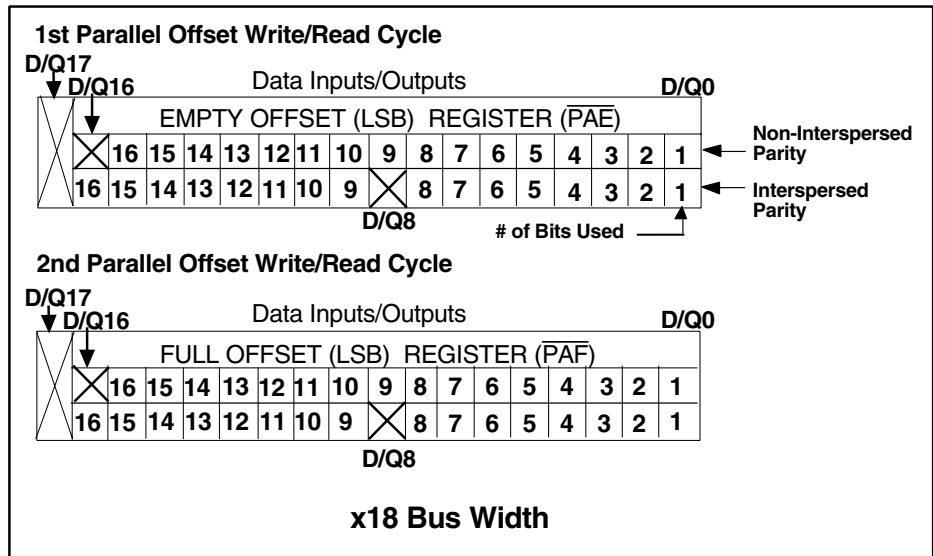 1st Parallel Offset Write/Read Cycle
D/Q17
D/Q16
Data Inputs/Outputs
D/Q0
EMPTY OFFSET (LSB) REGISTER (PAE)
16 15 14 13 12 11 10 9 8 7 6 5 4 3 2 1
Non-Interspersed
Parity
16 15 14 13 12 11 10 9 8 7 6 5 4 3 2 1
Interspersed
Parity
D/Q8
# of Bits Used
2nd Parallel Offset Write/Read Cycle
D/Q17
D/Q16
Data Inputs/Outputs
D/Q0
FULL OFFSET (LSB) REGISTER (PAF)
16 15 14 13 12 11 10 9 8 7 6 5 4 3 2 1
16 15 14 13 12 11 10 9 8 7 6 5 4 3 2 1
D/Q8
x18 Bus Width